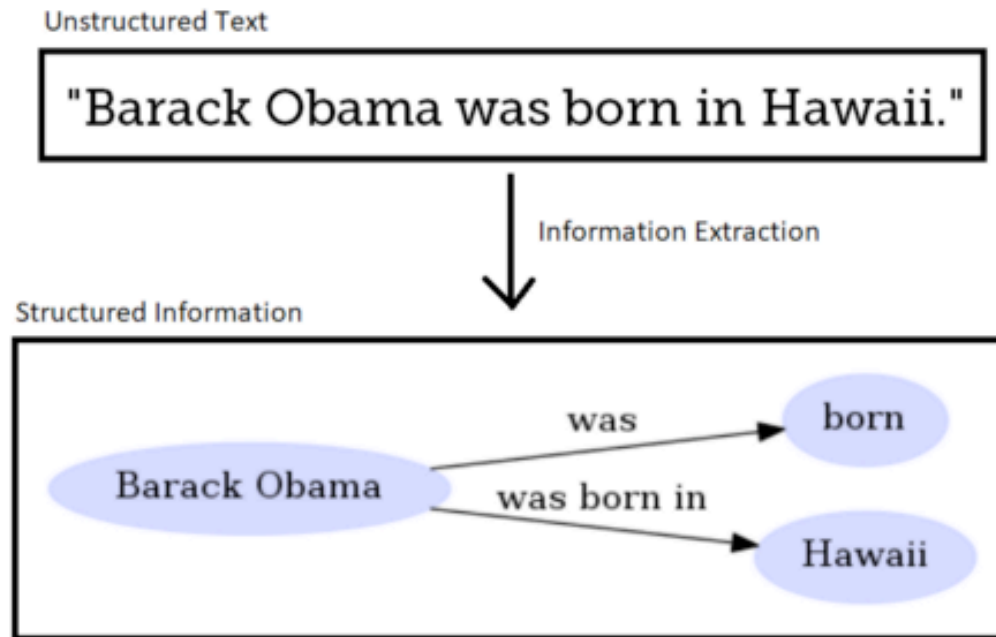 Unstructured Text
"Barack Obama was born in Hawaii."
Information Extraction
Structured Information
was
born
Barack Obama
was born in
Hawaii